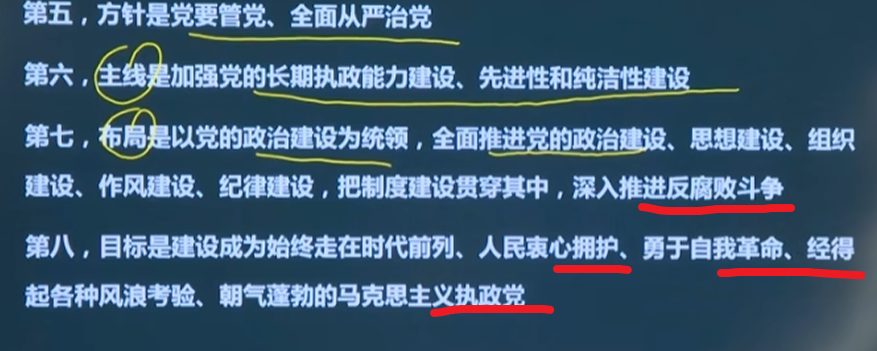 第五，方针是党要管党、全面从严治党
第六，主线是加强党的长期执政能力建设、先进性和纯洁性建设
第七，布局是以党的政治建设为统领，全面推进党的政治建设、思想建设、组织
建设、作风建设、纪律建设，把制度建设贯穿其中，深入推进反腐败斗争
第八，目标是建设成为始终走在时代前列、人民衷心拥护、勇于自我革命、经得
起各种风浪考验、朝气蓬勃的马克思主义执政党